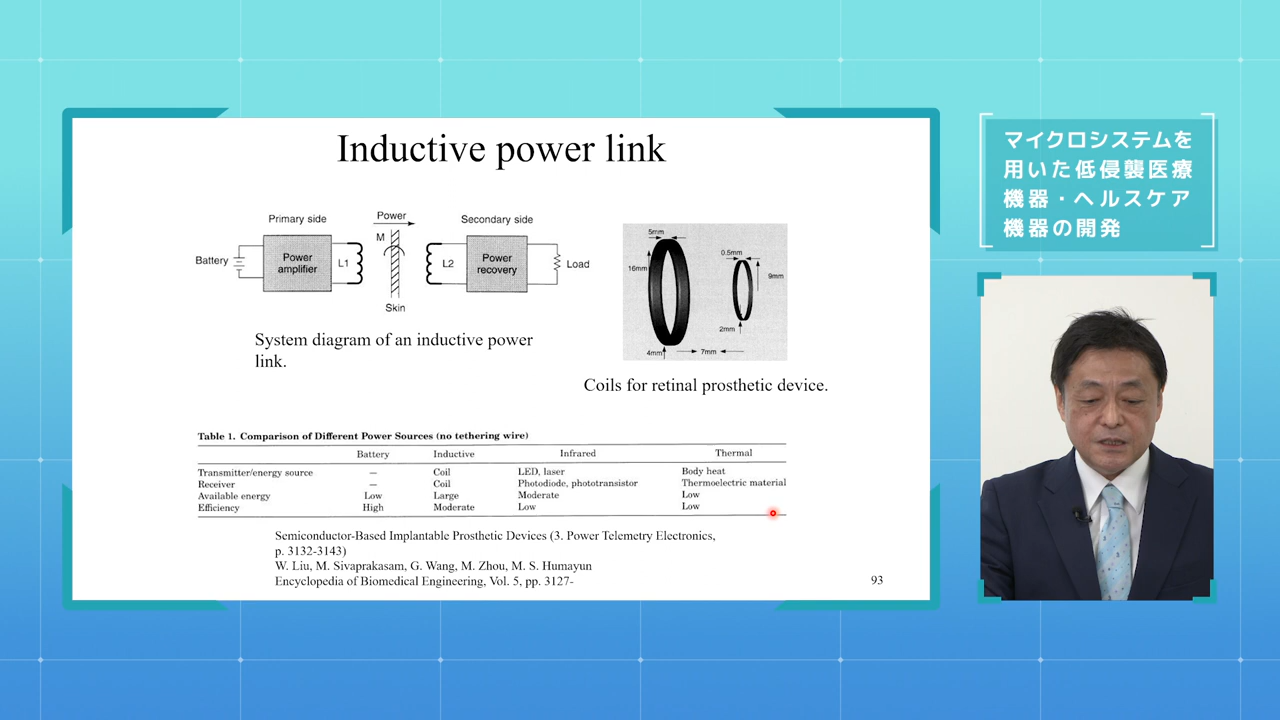 Inductive power link
Primary side
Power
Secondary side
M
Battery
Power
amplifier
L1
L2
Power
recovery
Load
Skin
System diagram of an inductive power
link.
5mm
16mm
4mm
7mm
0.5mm
9mm
2mm
Coils for retinal prosthetic device.
Table 1. Comparison of Different Power Sources (no tethering wire)
Battery Inductive Infrared Thermal
Transmitter/energy source — Coil LED, laser Body heat
Receiver — Coil Photodiode, phototransistor Thermoelectric material
Available energy Low Large Moderate Low
Efficiency High Moderate Low Low
Semiconductor-Based Implantable Prosthetic Devices (3. Power Telemetry Electronics,
p. 3132-3143)
W. Liu, M. Sivaprakasam, G. Wang, M. Zhou, M. S. Humayun
Encyclopedia of Biomedical Engineering, Vol. 5, pp. 3127-
93
マイクロシステムを
用いた低侵襲医療
機器・ヘルスケア
機器の開発